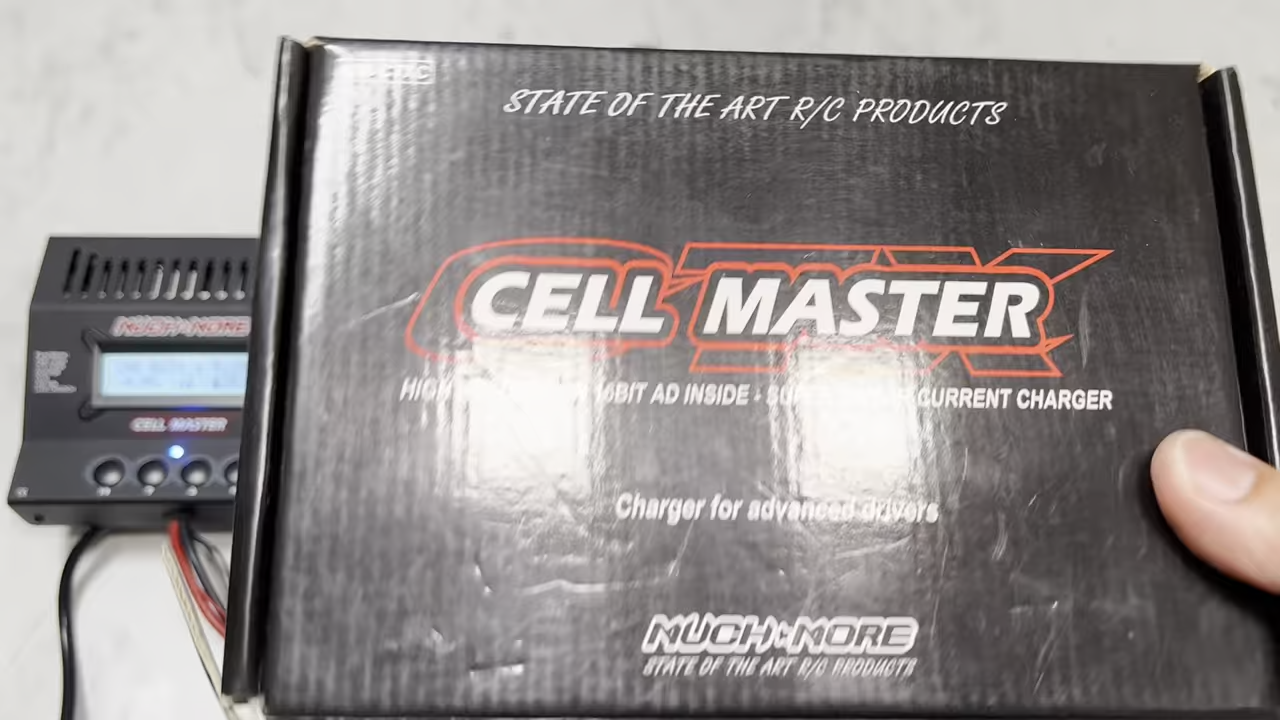 STATE OF THE ART R/C PRODUCTS
CELL MASTER
HIGH 16BIT AD INSIDE - CURRENT CHARGER
Charger for advanced drivers
MUCH MORE
STATE OF THE ART R/C PRODUCTS
MUCH MORE
CELL MASTER